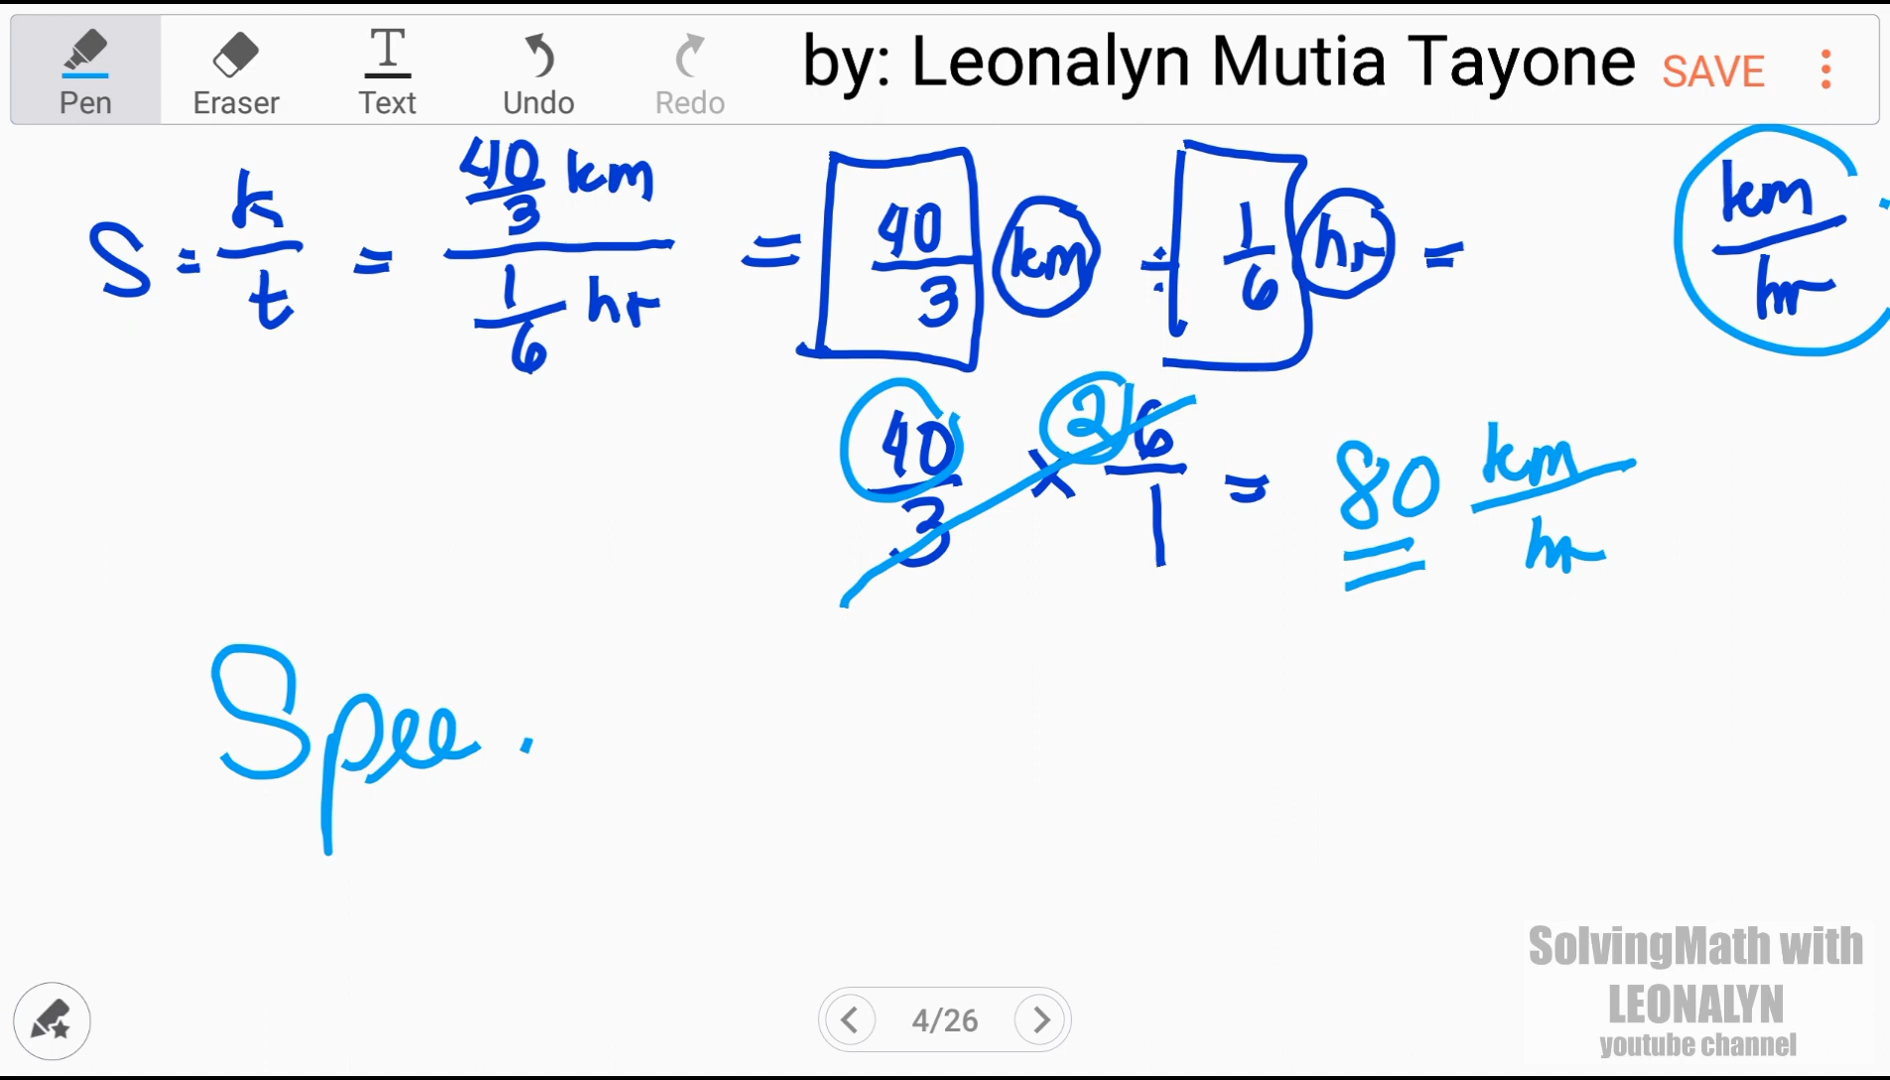 Pen Eraser Text Undo Redo by: Leonalyn Mutia Tayone SAVE
S = k/t = (40/3 km)/(1/6 hr) = 40/3 km ÷ 1/6 hr = km/hr
40/3 × 2 6/1 = 80 km/hr
Spee
SolvingMath with
LEONALYN
youtube channel
4/26